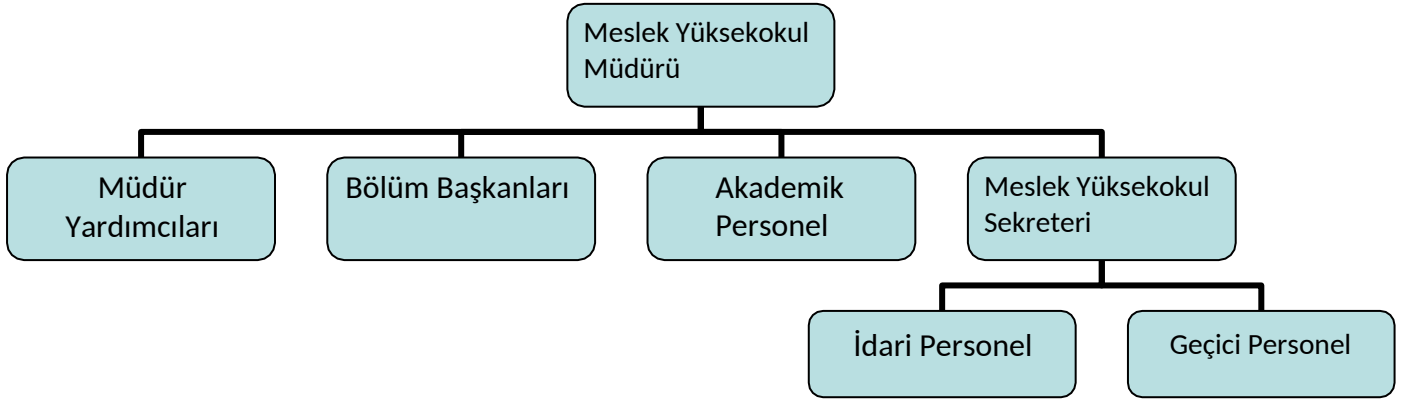 Meslek Yüksekokul
Müdürü
Müdür
Yardımcıları
Bölüm Başkanları
Akademik
Personel
Meslek Yüksekokul
Sekreteri
İdari Personel
Geçici Personel